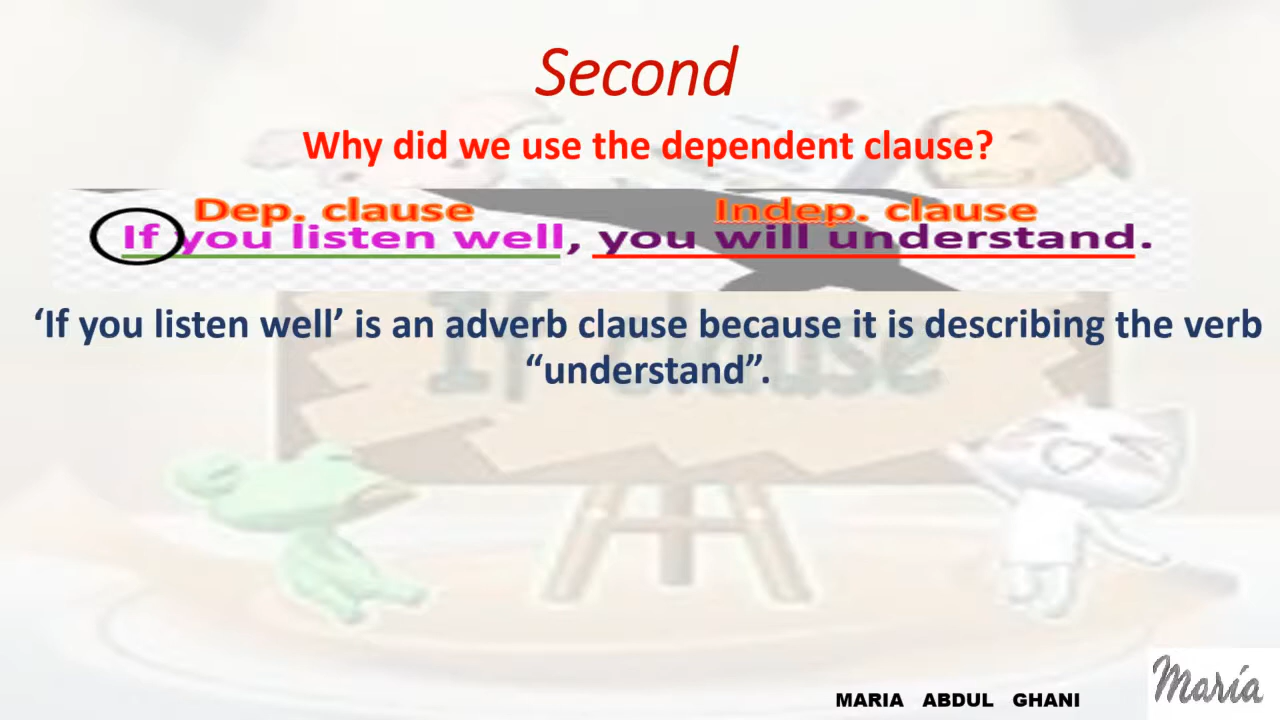 Second
Why did we use the dependent clause?
Dep. clause Indep. clause
If you listen well, you will understand.
‘If you listen well’ is an adverb clause because it is describing the verb
“understand”.
If clause
MARIA ABDUL GHANI
Maria